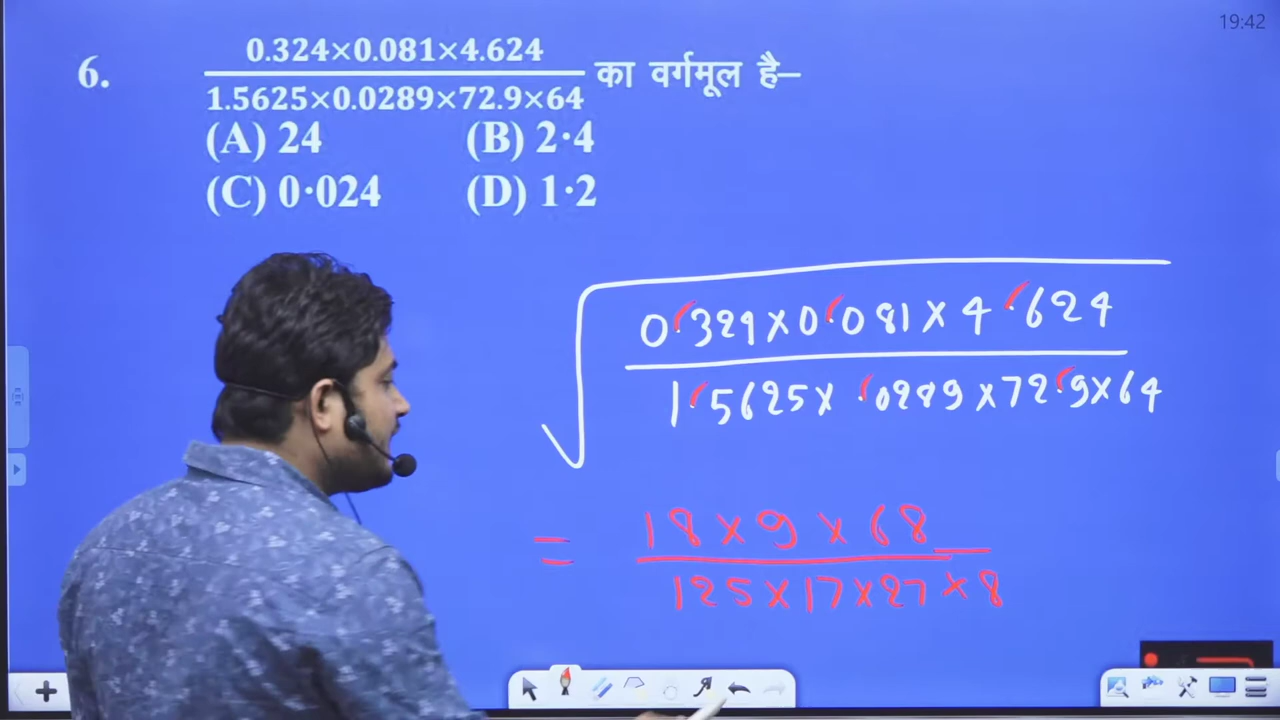 19:42
6. 0.324×0.081×4.624 / 1.5625×0.0289×72.9×64 का वर्गमूल है–
(A) 24 (B) 2·4
(C) 0·024 (D) 1·2
√ 0.324×0.081×4.624
1.5625×.0289×72.9×64
= 18×9×68
125×17×27×8